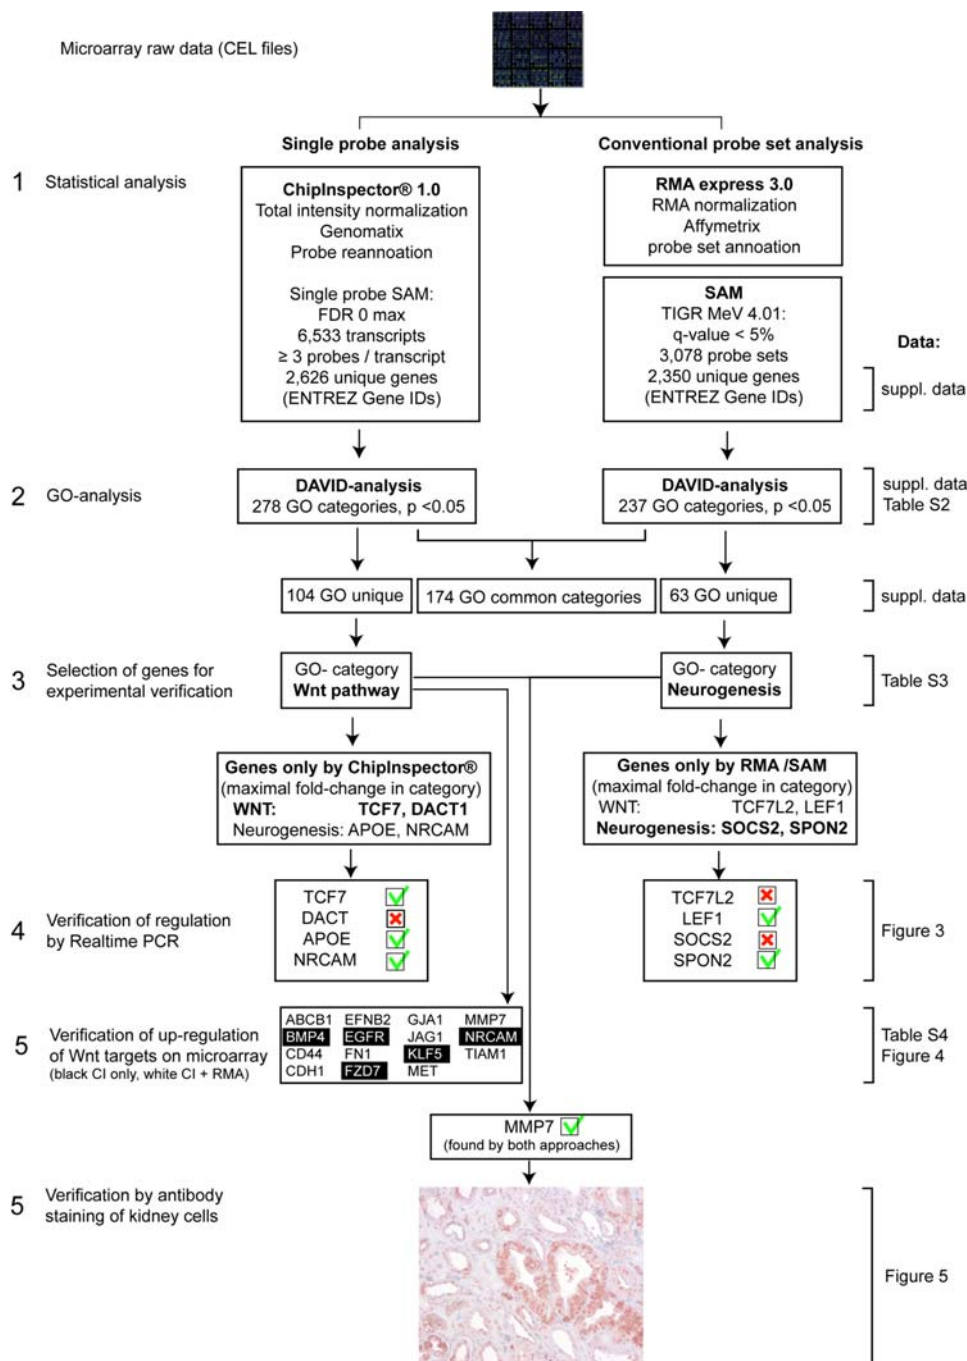 Microarray raw data (CEL files)
Single probe analysis
Conventional probe set analysis
1 Statistical analysis
ChipInspector® 1.0
Total intensity normalization
Genomatix
Probe reannoation
Single probe SAM:
FDR 0 max
6,533 transcripts
≥ 3 probes / transcript
2,626 unique genes
(ENTREZ Gene IDs)
RMA express 3.0
RMA normalization
Affymetrix
probe set annoation
SAM
TIGR MeV 4.01:
q-value < 5%
3,078 probe sets
2,350 unique genes
(ENTREZ Gene IDs)
Data:
suppl. data
2 GO-analysis
DAVID-analysis
278 GO categories, p <0.05
DAVID-analysis
237 GO categories, p <0.05
suppl. data
Table S2
104 GO unique
174 GO common categories
63 GO unique
suppl. data
3 Selection of genes for
experimental verification
GO- category
Wnt pathway
GO- category
Neurogenesis
Table S3
Genes only by ChipInspector®
(maximal fold-change in category)
WNT: TCF7, DACT1
Neurogenesis: APOE, NRCAM
Genes only by RMA /SAM
(maximal fold-change in category)
WNT: TCF7L2, LEF1
Neurogenesis: SOCS2, SPON2
4 Verification of regulation
by Realtime PCR
TCF7
DACT
APOE
NRCAM
TCF7L2
LEF1
SOCS2
SPON2
Figure 3
5 Verification of up-regulation
of Wnt targets on microarray
(black CI only, white CI + RMA)
ABCB1 EFNB2 GJA1 MMP7
BMP4 EGFR JAG1 NRCAM
CD44 FN1 KLF5 TIAM1
CDH1 FZD7 MET
Table S4
Figure 4
MMP7
(found by both approaches)
5 Verification by antibody
staining of kidney cells
Figure 5